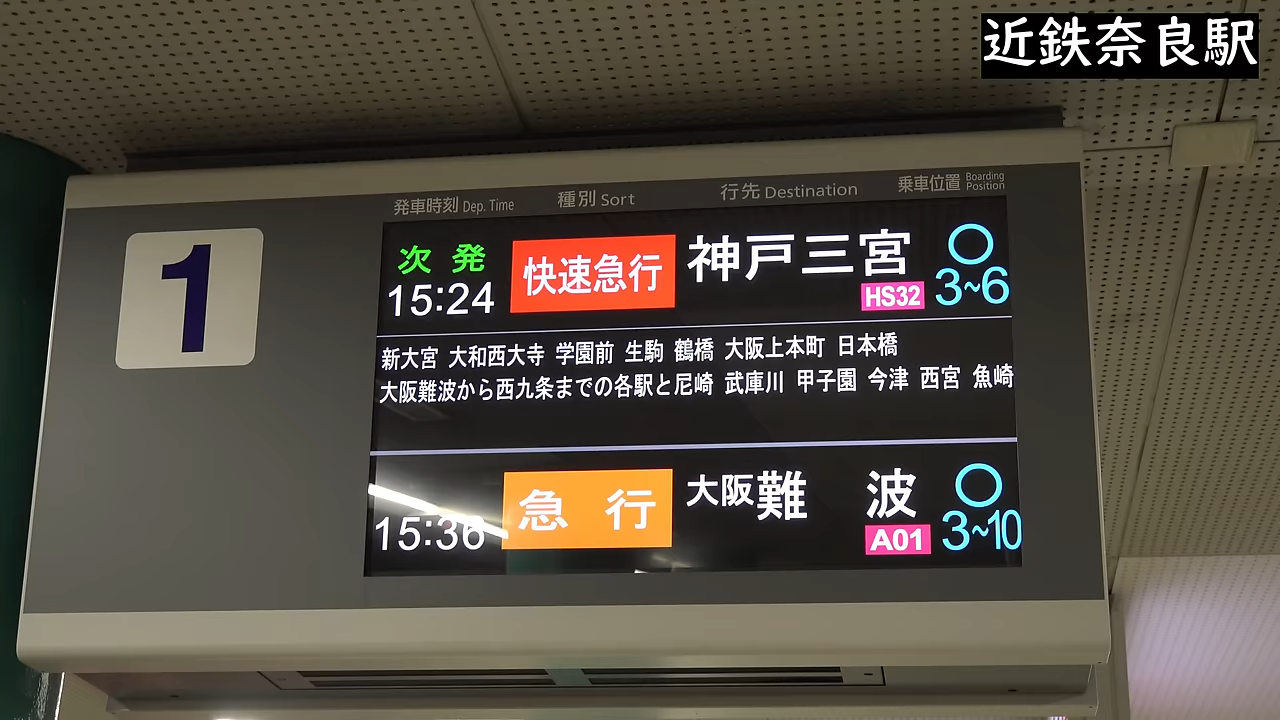 近鉄奈良駅
発車時刻 Dep. Time 種別 Sort 行先 Destination 乗車位置 Boarding Position
1
次発 快速急行 神戸三宮 ○
15:24 HS32 3~6
新大宮 大和西大寺 学園前 生駒 鶴橋 大阪上本町 日本橋
大阪難波から西九条までの各駅と尼崎 武庫川 甲子園 今津 西宮 魚崎
15:36 急行 大阪難波 ○
A01 3~10